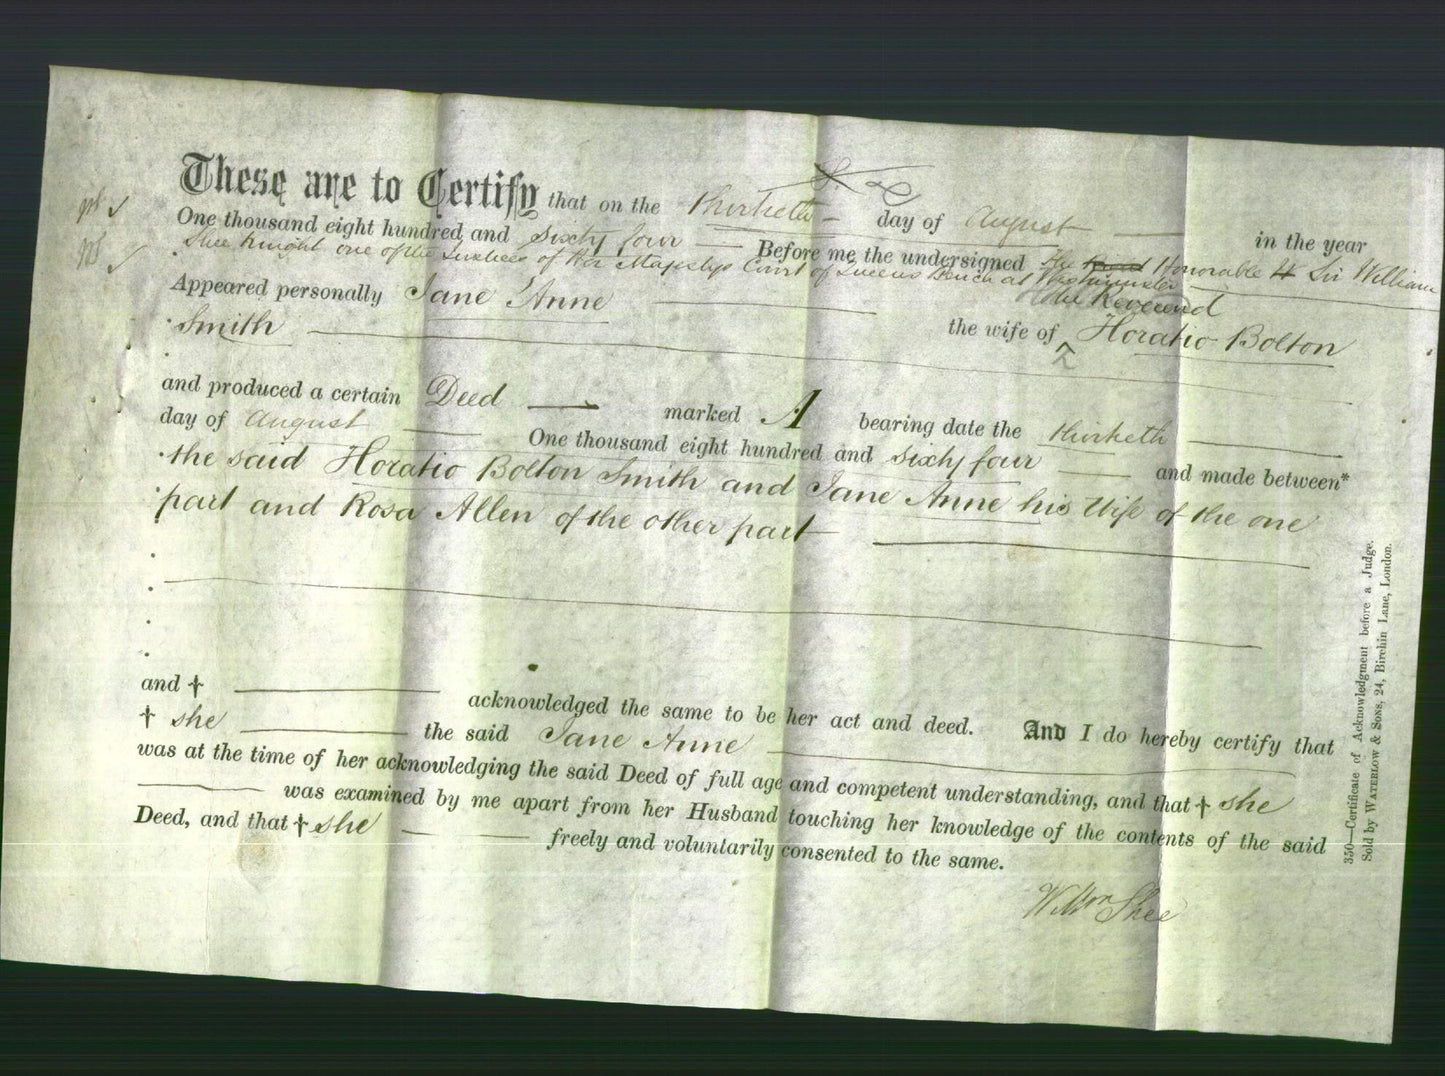 These are to Certify that on the thirtieth day of August in the year
One thousand eight hundred and sixty four Before me the undersigned The Honorable Sir William
Shee Knight one of the Justices of Her Majestys Court of Queens Bench at Westminster
Appeared personally Jane Anne the wife of ^ the Reverend Horatio Bolton
Smith
and produced a certain Deed marked A bearing date the thirtieth
day of August One thousand eight hundred and sixty four and made between*
the said Horatio Bolton Smith and Jane Anne his Wife of the one
part and Rosa Allen of the other part
and † acknowledged the same to be her act and deed. And I do hereby certify that
† she the said Jane Anne
was at the time of her acknowledging the said Deed of full age and competent understanding, and that † she
was examined by me apart from her Husband touching her knowledge of the contents of the said
Deed, and that † she freely and voluntarily consented to the same.
Wm Shee
350—Certificate of Acknowledgment before a Judge.
Sold by WATERLOW & SONS, 24, Birchin Lane, London.